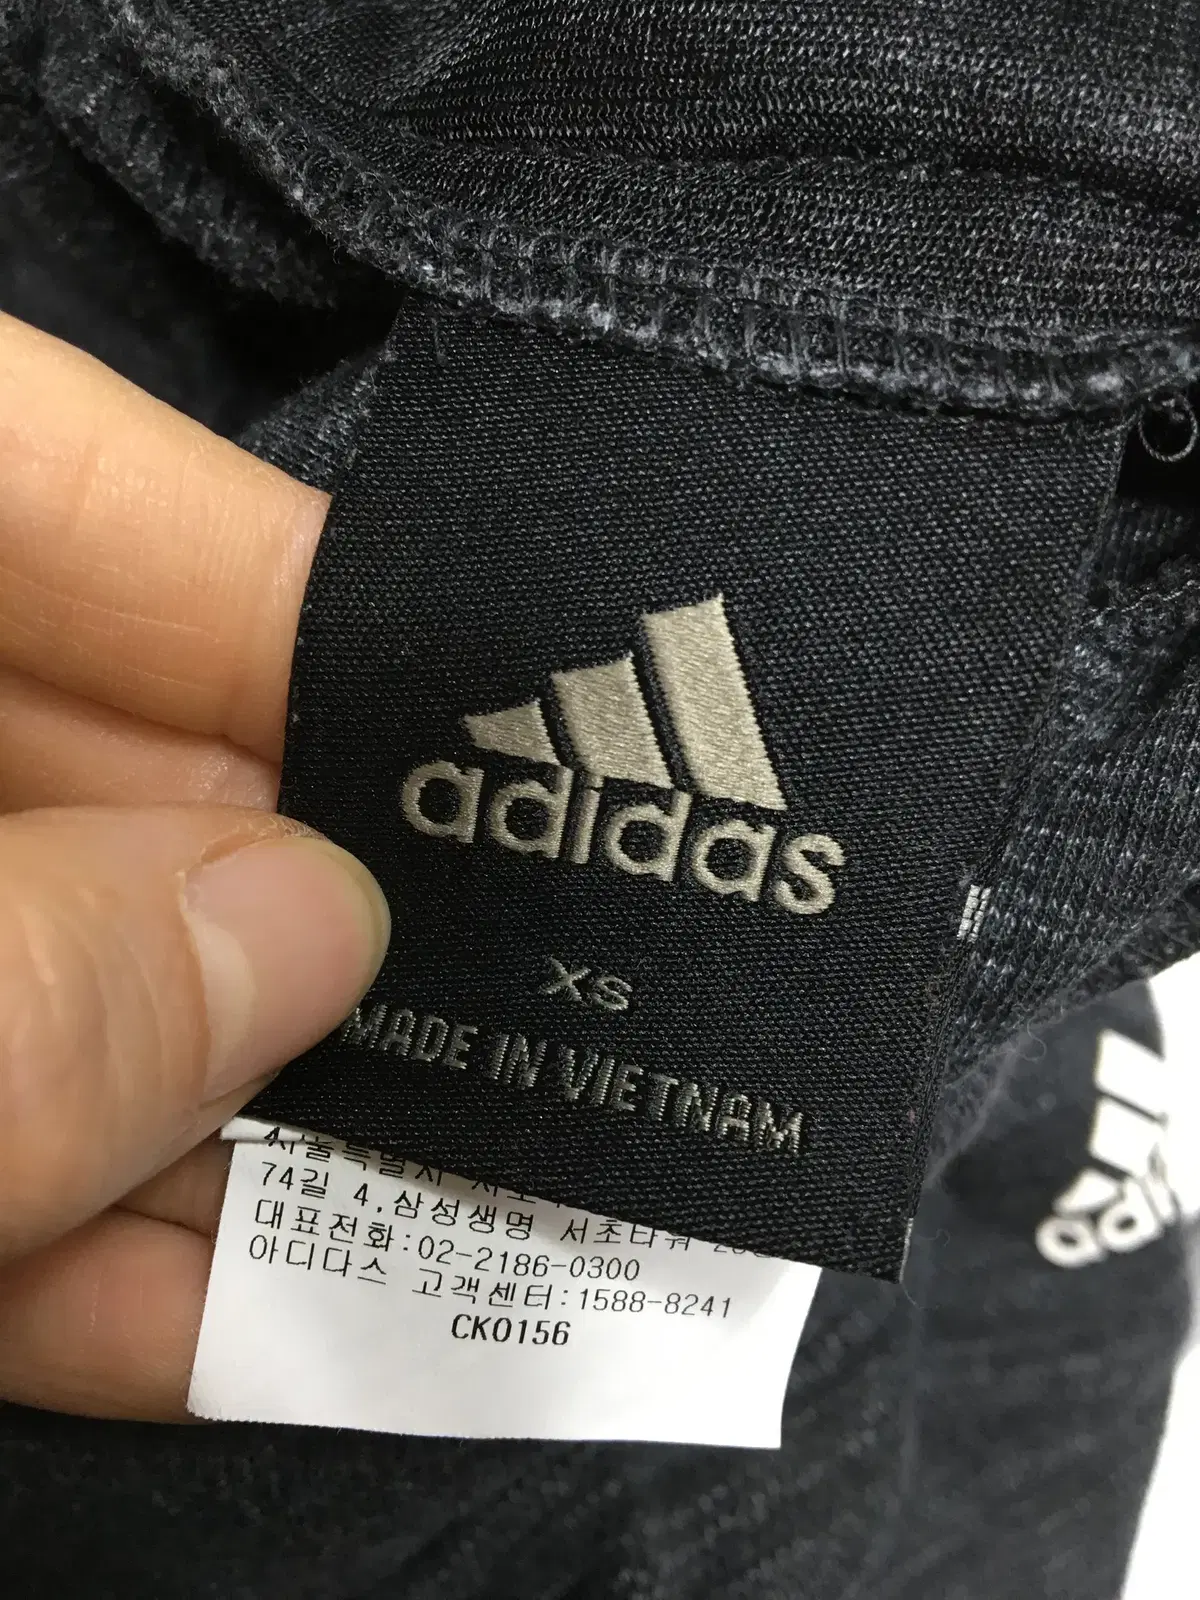 adidas
XS
MADE IN VIETNAM
74길 4.삼성생명 서초타워
대표전화:02-2186-0300
아디다스 고객센터:1588-8241
CK0156